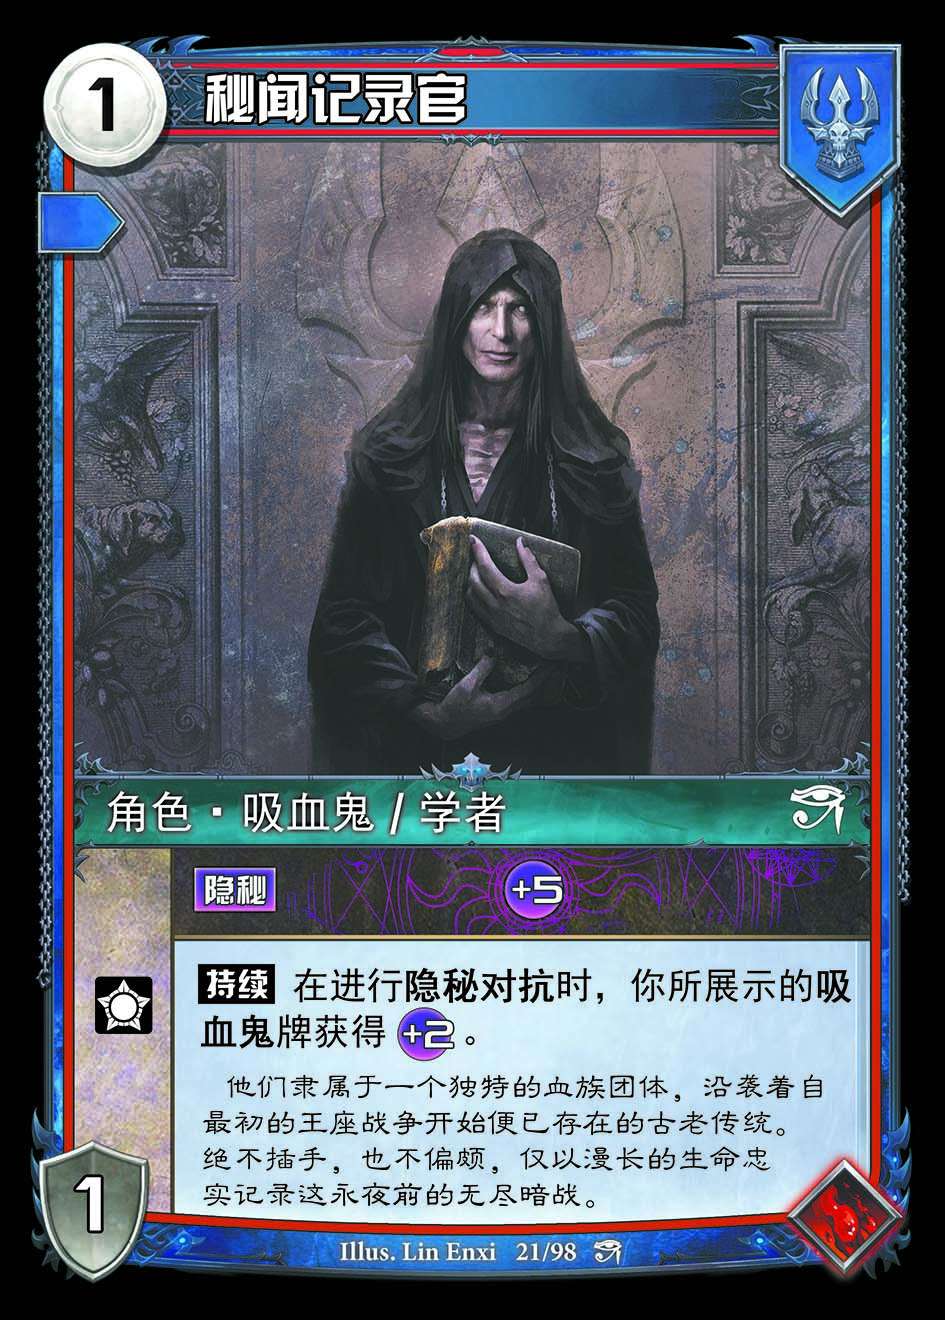 1
秘闻记录官
角色·吸血鬼 / 学者
隐秘 +5
持续 在进行隐秘对抗时，你所展示的吸
血鬼牌获得 +2 。
他们隶属于一个独特的血族团体，沿袭着自
最初的王座战争开始便已存在的古老传统。
绝不插手，也不偏颇，仅以漫长的生命忠
实记录这永夜前的无尽暗战。
1
Illus. Lin Enxi 21/98